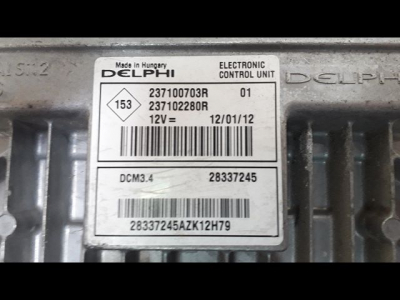 Made in Hungary
DELPHI
ELECTRONIC
CONTROL UNIT
153
237100703R 01
237102280R
12V= 12/01/12
DCM3.4 28337245
28337245AZK12H79
DELPHI